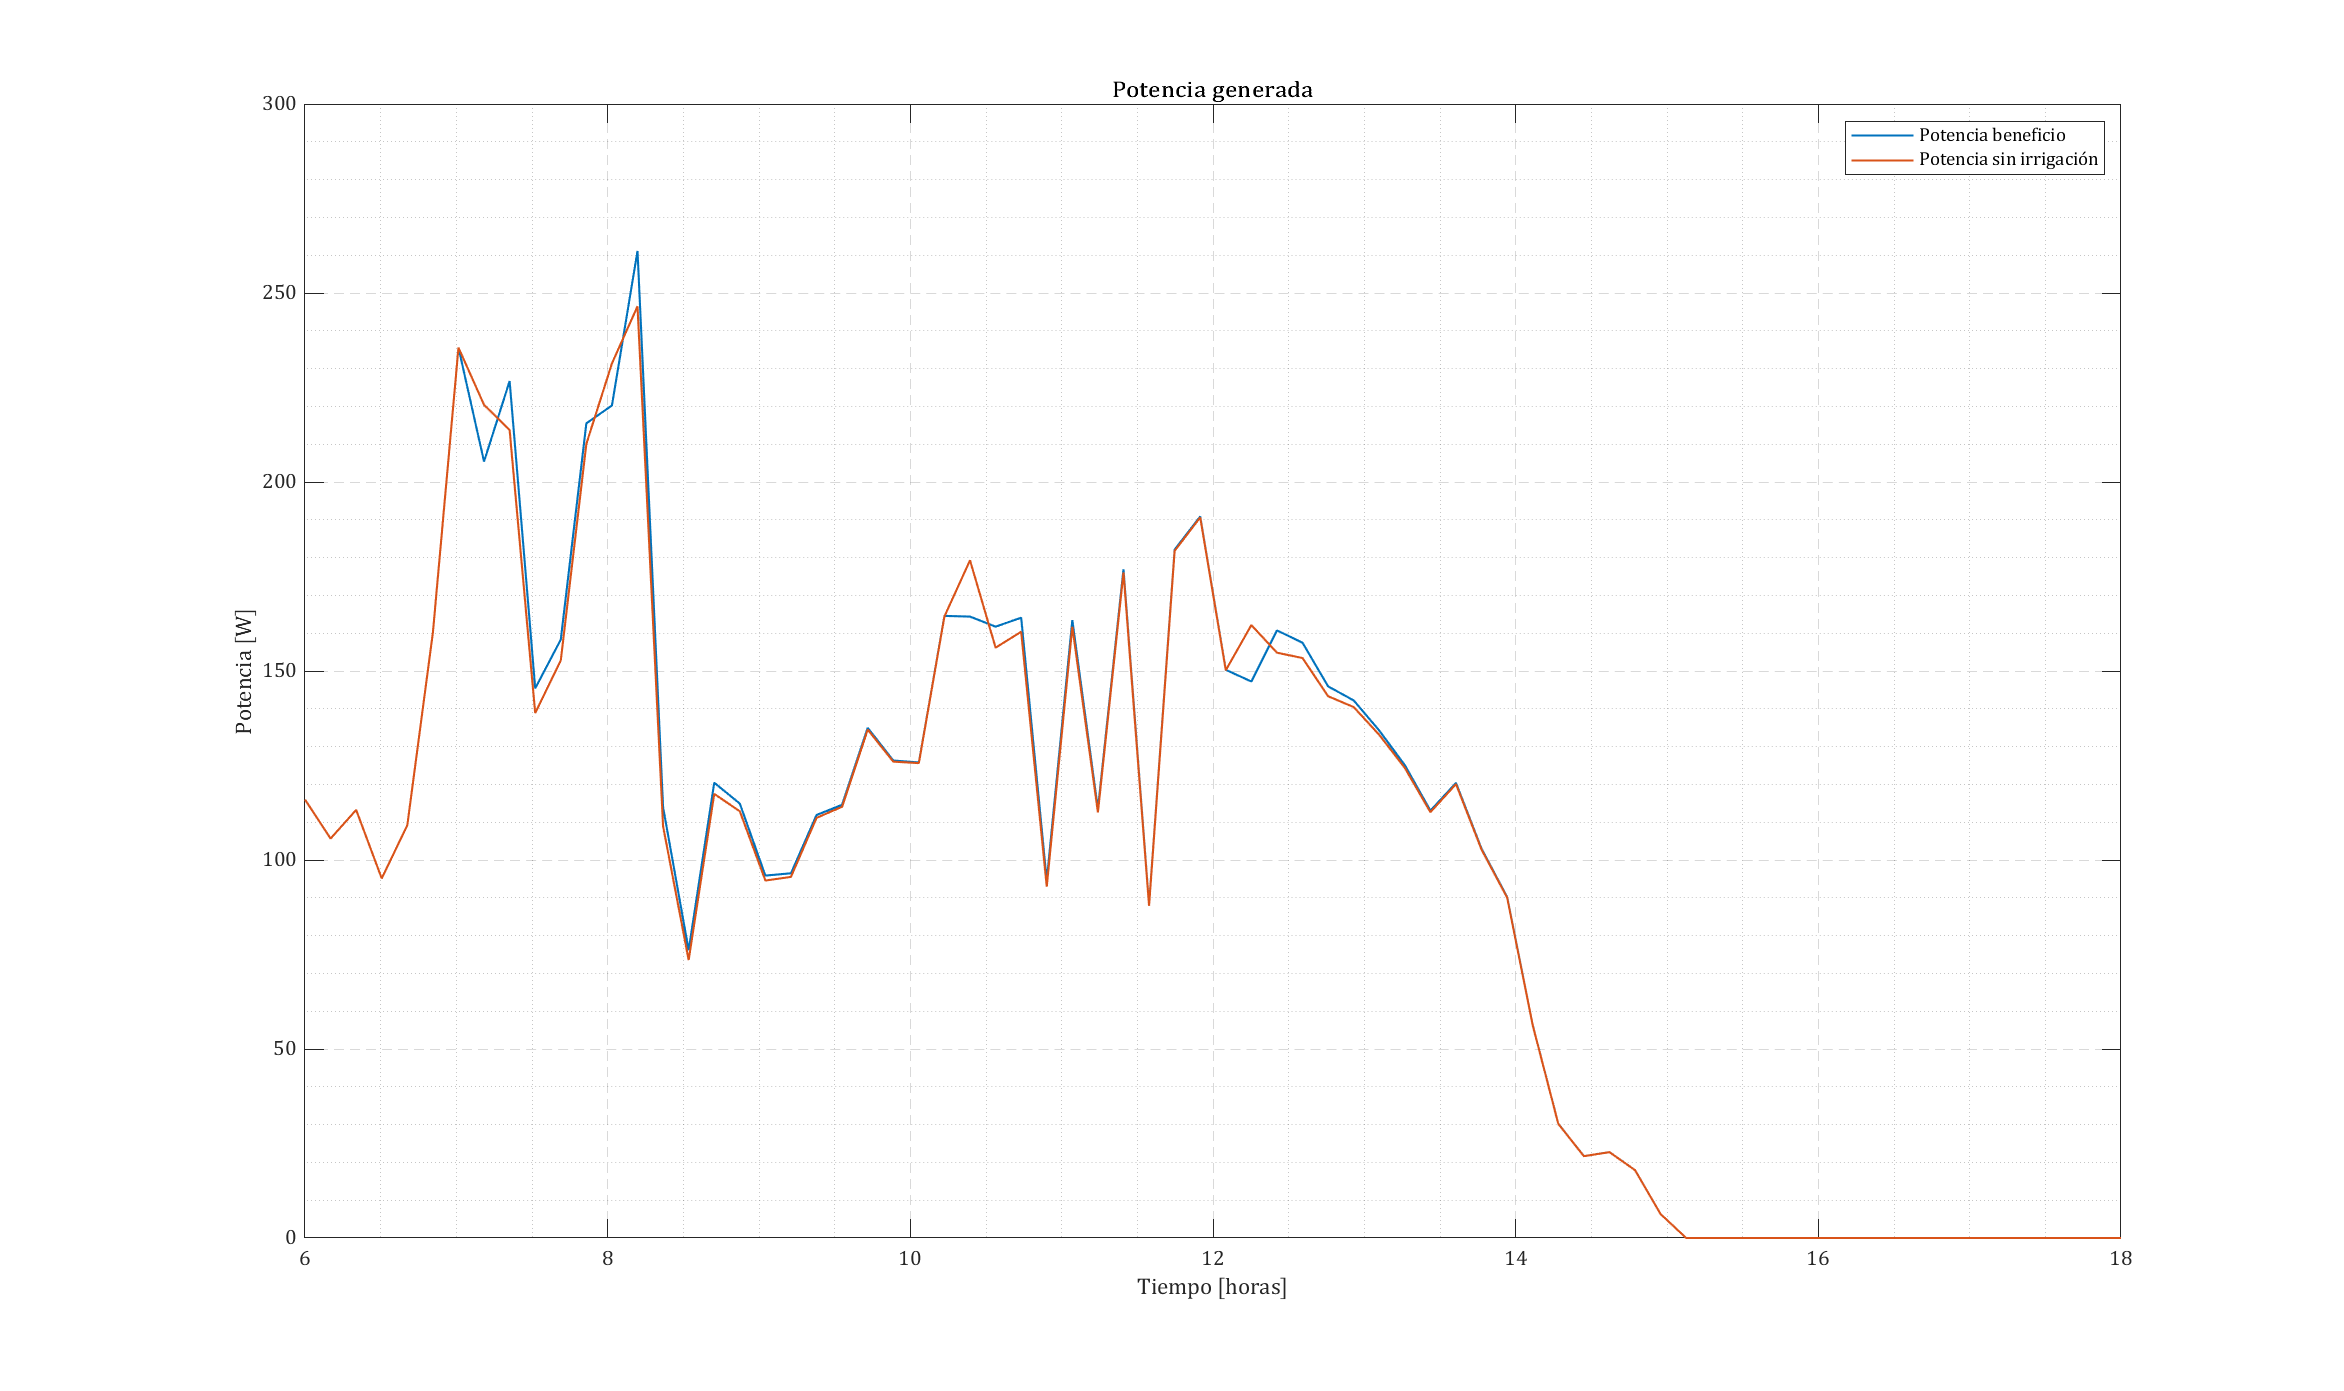 Potencia generada
300
250
200
150
100
50
0
Potencia [W]
Potencia beneficio
Potencia sin irrigación
6 8 10 12 14 16 18
Tiempo [horas]